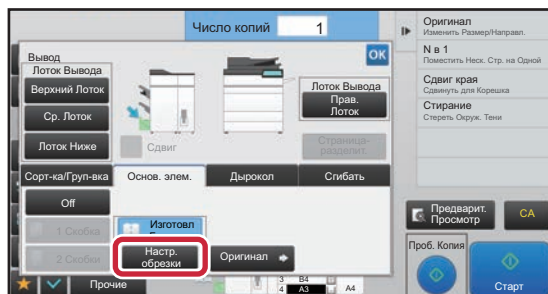 Число копий 1
Вывод
OK
Лоток Вывода
Верхний Лоток
Ср. Лоток
Лоток Ниже
Сдвиг
Лоток Вывода
Прав.
Лоток
Страница-
разделит.
Сорт-ка/Груп-вка
Основ. элем.
Дырокол
Сгибать
Off
1 Скобка
2 Скобки
Изготовл
Настр.
обрезки
Оригинал
Прочие
3 B4
4 A3
A4
Оригинал
Изменить Размер/Направл.
N в 1
Поместить Неск. Стр. на Одной
Сдвиг края
Сдвинуть для Корешка
Стирание
Стереть Окруж. Тени
Предварит.
Просмотр
CA
Проб. Копия
Старт